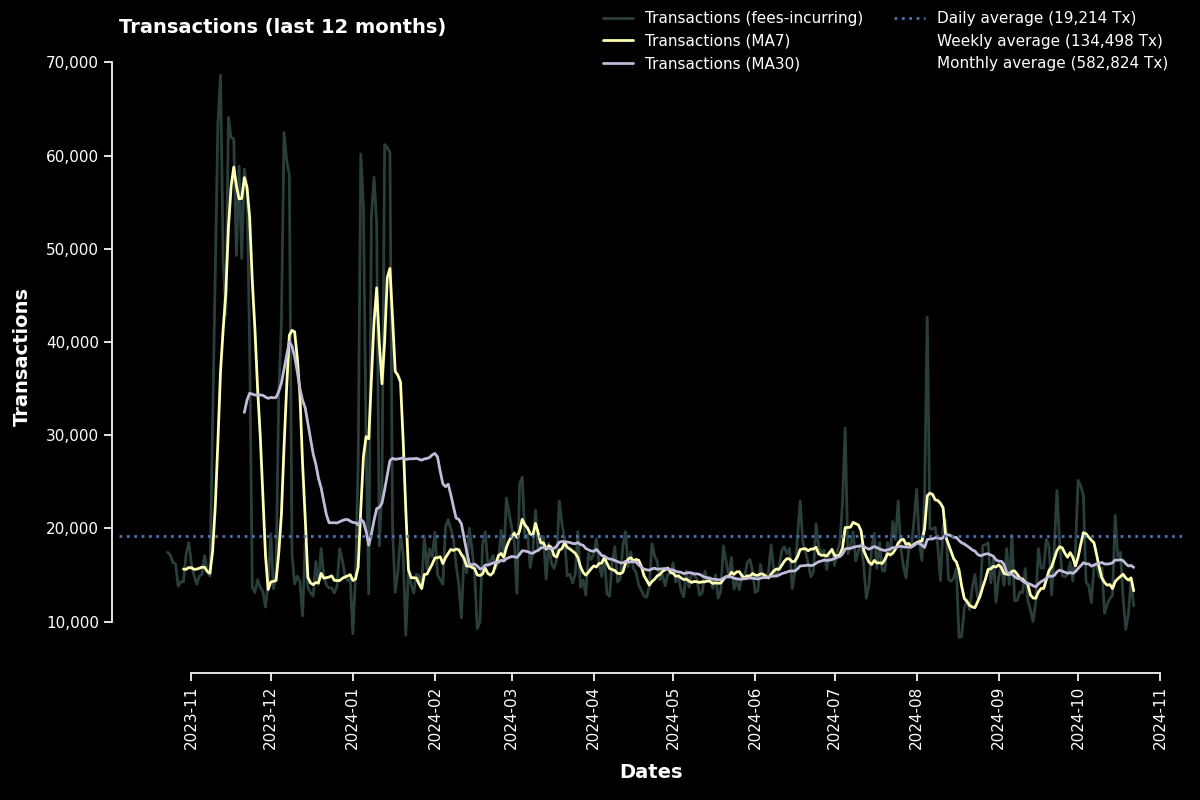 Transactions (last 12 months)
Transactions (fees-incurring)
Transactions (MA7)
Transactions (MA30)
Daily average (19,214 Tx)
Weekly average (134,498 Tx)
Monthly average (582,824 Tx)
Transactions
70,000
60,000
50,000
40,000
30,000
20,000
10,000
2023-11
2023-12
2024-01
2024-02
2024-03
2024-04
2024-05
2024-06
2024-07
2024-08
2024-09
2024-10
2024-11
Dates